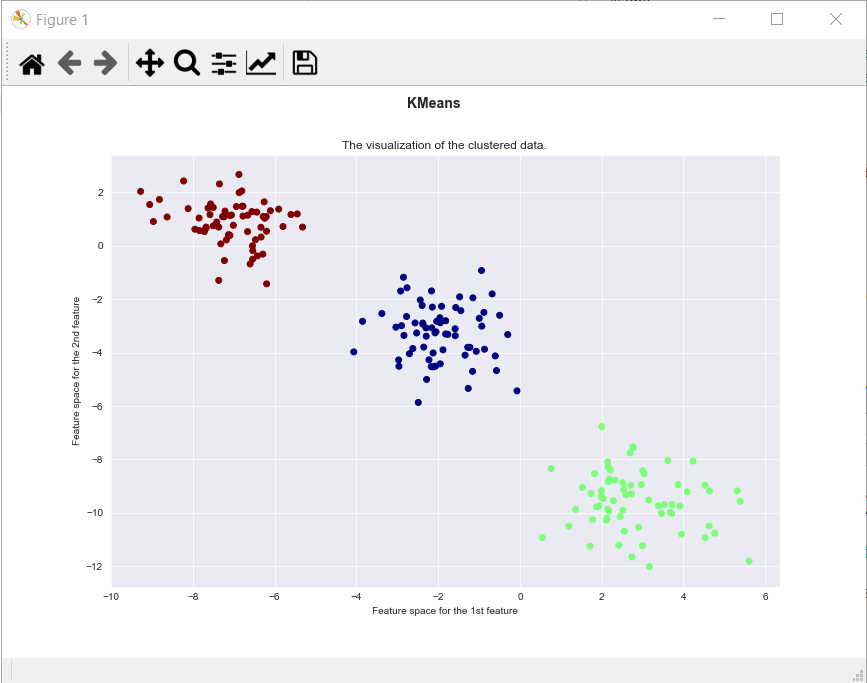 Figure 1
KMeans
The visualization of the clustered data.
Feature space for the 2nd feature
2
0
−2
−4
−6
−8
−10
−12
−10 −8 −6 −4 −2 0 2 4 6
Feature space for the 1st feature